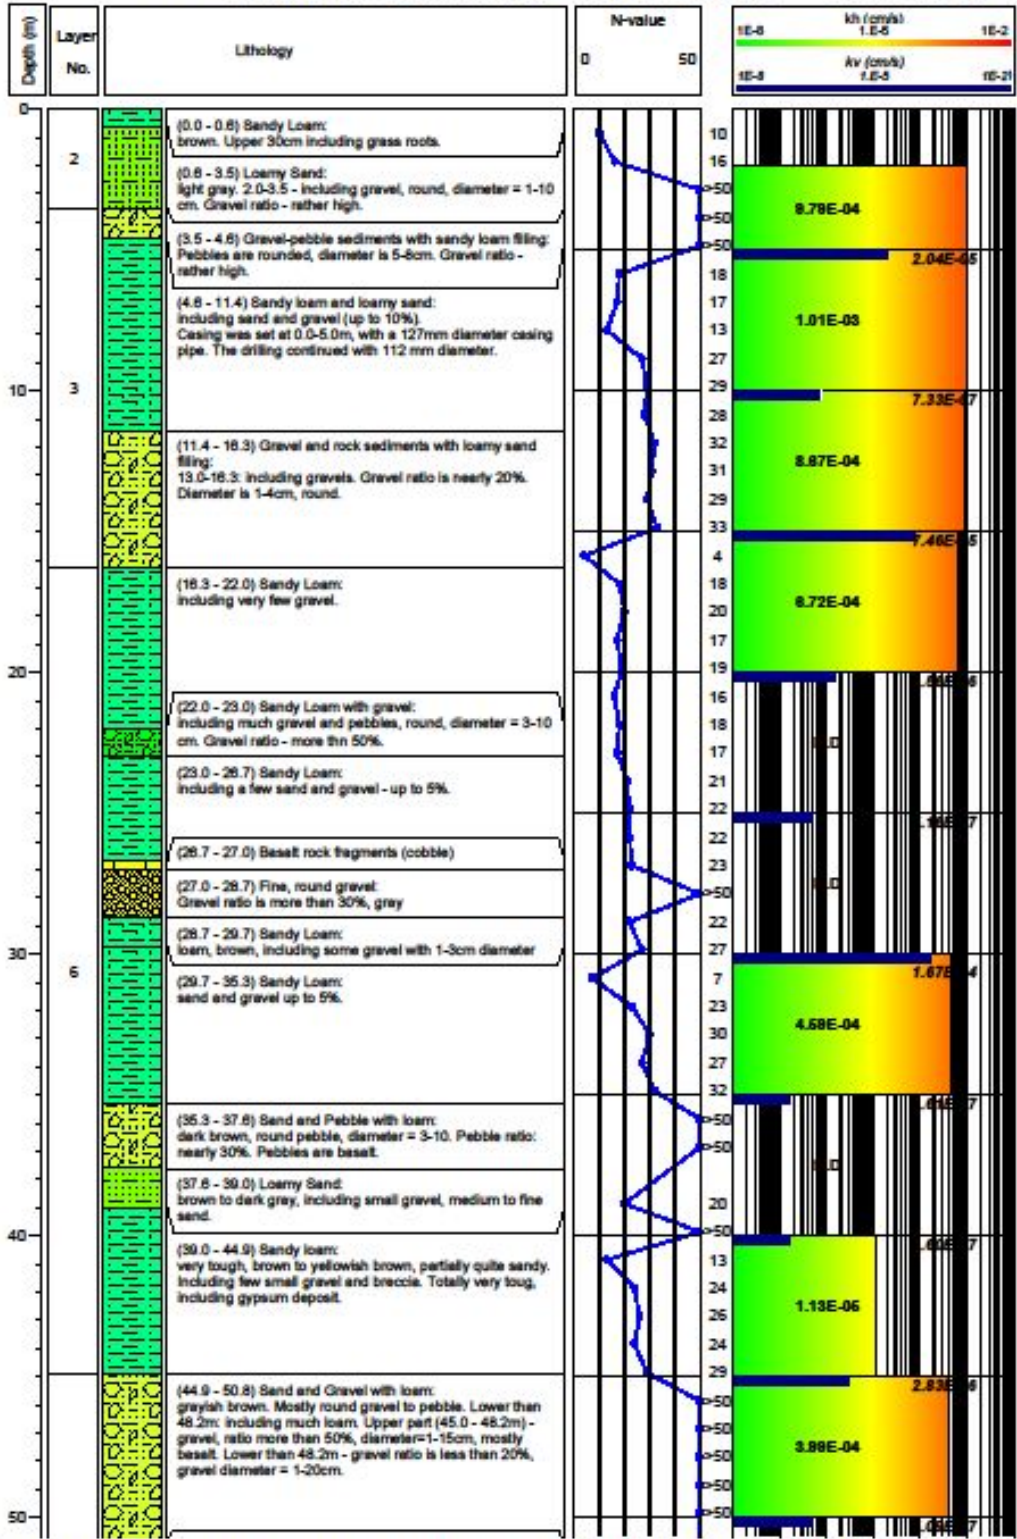 Depth (m)
Layer
No.
Lithology
N-value
0 50
kh (cm/s)
1E-8 1.E-5 1E-2
kv (cm/s)
1E-8 1.E-5 1E-2
0
10
20
30
40
50
2
3
6
(0.0 - 0.6) Sandy Loam:
brown. Upper 30cm including grass roots.
(0.6 - 3.5) Loamy Sand:
light gray. 2.0-3.5 - including gravel, round, diameter = 1-10
cm. Gravel ratio - rather high.
(3.5 - 4.6) Gravel-pebble sediments with sandy loam filling:
Pebbles are rounded, diameter is 5-8cm. Gravel ratio -
rather high.
(4.6 - 11.4) Sandy loam and loamy sand:
including sand and gravel (up to 10%).
Casing was set at 0.0-5.0m, with a 127mm diameter casing
pipe. The drilling continued with 112 mm diameter.
(11.4 - 16.3) Gravel and rock sediments with loamy sand
filling:
13.0-16.3: including gravels. Gravel ratio is nearly 20%.
Diameter is 1-4cm, round.
(16.3 - 22.0) Sandy Loam:
including very few gravel.
(22.0 - 23.0) Sandy Loam with gravel:
including much gravel and pebbles, round, diameter = 3-10
cm. Gravel ratio - more thn 50%.
(23.0 - 26.7) Sandy Loam:
including a few sand and gravel - up to 5%.
(26.7 - 27.0) Basalt rock fragments (cobble)
(27.0 - 28.7) Fine, round gravel:
Gravel ratio is more than 30%, gray
(28.7 - 29.7) Sandy Loam:
loam, brown, including some gravel with 1-3cm diameter
(29.7 - 35.3) Sandy Loam:
sand and gravel up to 5%.
(35.3 - 37.6) Sand and Pebble with loam:
dark brown, round pebble, diameter = 3-10. Pebble ratio:
nearly 30%. Pebbles are basalt.
(37.6 - 39.0) Loamy Sand:
brown to dark gray, including small gravel, medium to fine
sand.
(39.0 - 44.9) Sandy loam:
very tough, brown to yellowish brown, partially quite sandy.
Including few small gravel and breccia. Totally very toug,
including gypsum deposit.
(44.9 - 50.8) Sand and Gravel with loam:
grayish brown. Mostly round gravel to pebble. Lower than
48.2m: including much loam. Upper part (45.0 - 48.2m) -
gravel, ratio more than 50%, diameter=1-15cm, mostly
basalt. Lower than 48.2m - gravel ratio is less than 20%,
gravel diameter = 1-20cm.
10
16
>50
>50
>50
18
17
13
27
29
28
32
31
29
33
4
18
20
17
19
16
18
17
21
22
22
23
>50
22
27
7
23
30
27
32
>50
>50
20
>50
13
24
26
24
29
>50
>50
>50
>50
>50
9.79E-04
2.04E-05
1.01E-03
7.33E-07
8.67E-04
7.46E-05
6.72E-04
4.58E-04
1.13E-05
3.99E-04